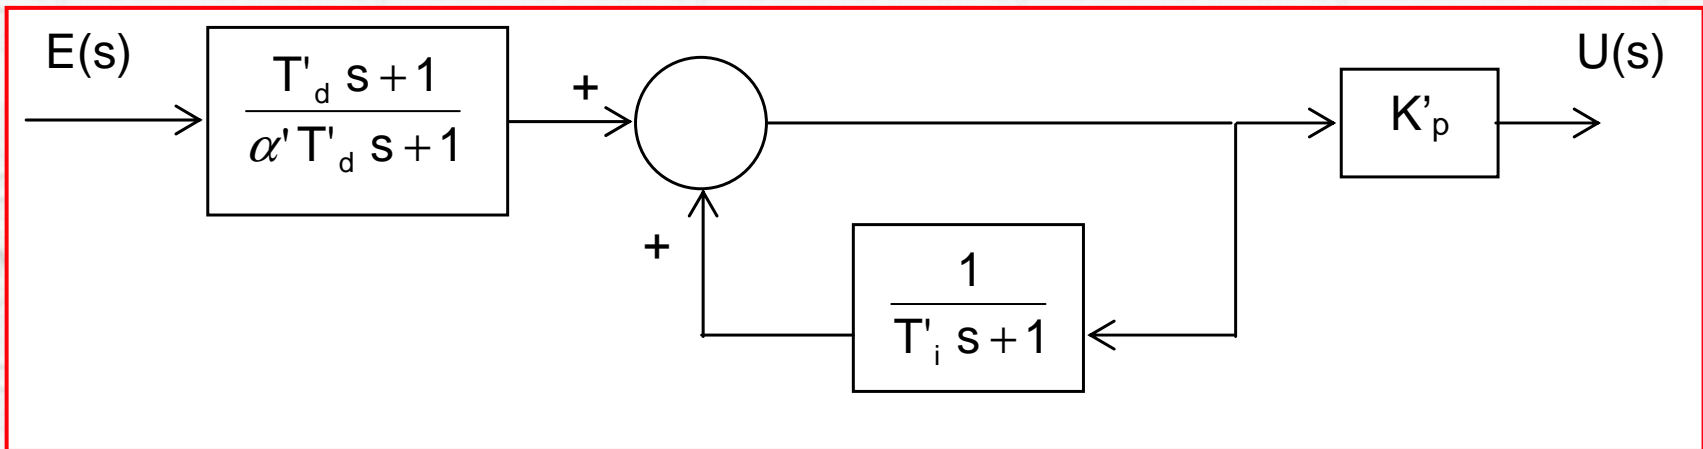 E(s)
T'd s + 1
α' T'd s + 1
+
+
1
T'i s + 1
K’p
U(s)